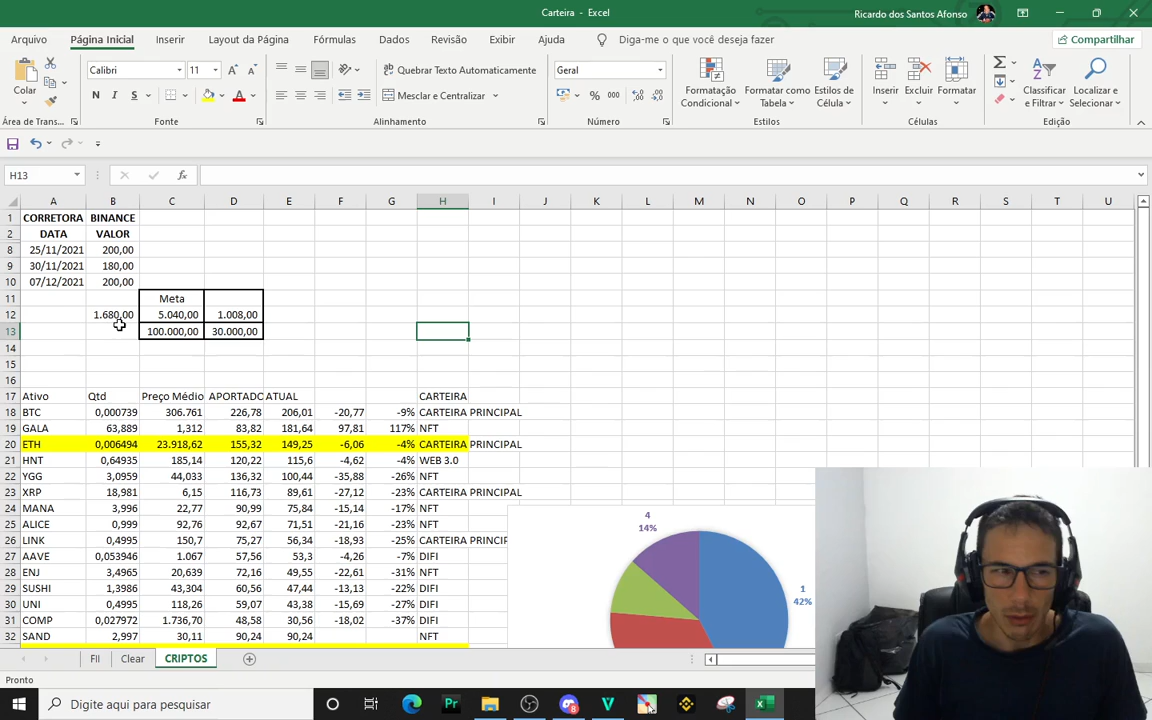 Carteira - Excel
Ricardo dos Santos Afonso
Arquivo Página Inicial Inserir Layout da Página Fórmulas Dados Revisão Exibir Ajuda Diga-me o que você deseja fazer Compartilhar
Colar
Calibri 11
N I S
Quebrar Texto Automaticamente
Mesclar e Centralizar
Geral
% 000
Formatação Condicional
Formatar como Tabela
Estilos de Célula
Inserir Excluir Formatar
Classificar e Filtrar
Localizar e Selecionar
Área de Trans... Fonte Alinhamento Número Estilos Células Edição
H13 fx
A B C D E F G H I J K L M N O P Q R S T U
1 CORRETORA BINANCE
2 DATA VALOR
8 25/11/2021 200,00
9 30/11/2021 180,00
10 07/12/2021 200,00
11 Meta
12 1.680,00 5.040,00 1.008,00
13 100.000,00 30.000,00
14
15
16
17 Ativo Qtd Preço Médio APORTADO ATUAL CARTEIRA
18 BTC 0,000739 306.761 226,78 206,01 -20,77 -9% CARTEIRA PRINCIPAL
19 GALA 63,889 1,312 83,82 181,64 97,81 117% NFT
20 ETH 0,006494 23.918,62 155,32 149,25 -6,06 -4% CARTEIRA PRINCIPAL
21 HNT 0,64935 185,14 120,22 115,6 -4,62 -4% WEB 3.0
22 YGG 3,0959 44,033 136,32 100,44 -35,88 -26% NFT
23 XRP 18,981 6,15 116,73 89,61 -27,12 -23% CARTEIRA PRINCIPAL
24 MANA 3,996 22,77 90,99 75,84 -15,14 -17% NFT
25 ALICE 0,999 92,76 92,67 71,51 -21,16 -23% NFT
26 LINK 0,4995 150,7 75,27 56,34 -18,93 -25% CARTEIRA PRINCIP
27 AAVE 0,053946 1.067 57,56 53,3 -4,26 -7% DIFI
28 ENJ 3,4965 20,639 72,16 49,55 -22,61 -31% NFT
29 SUSHI 1,3986 43,304 60,56 47,44 -13,13 -22% DIFI
30 UNI 0,4995 118,26 59,07 43,38 -15,69 -27% DIFI
31 COMP 0,027972 1.736,70 48,58 30,56 -18,02 -37% DIFI
32 SAND 2,997 30,11 90,24 90,24 NFT
4
14%
1
42%
FII Clear CRIPTOS
Pronto
Digite aqui para pesquisar
Pr
8
V